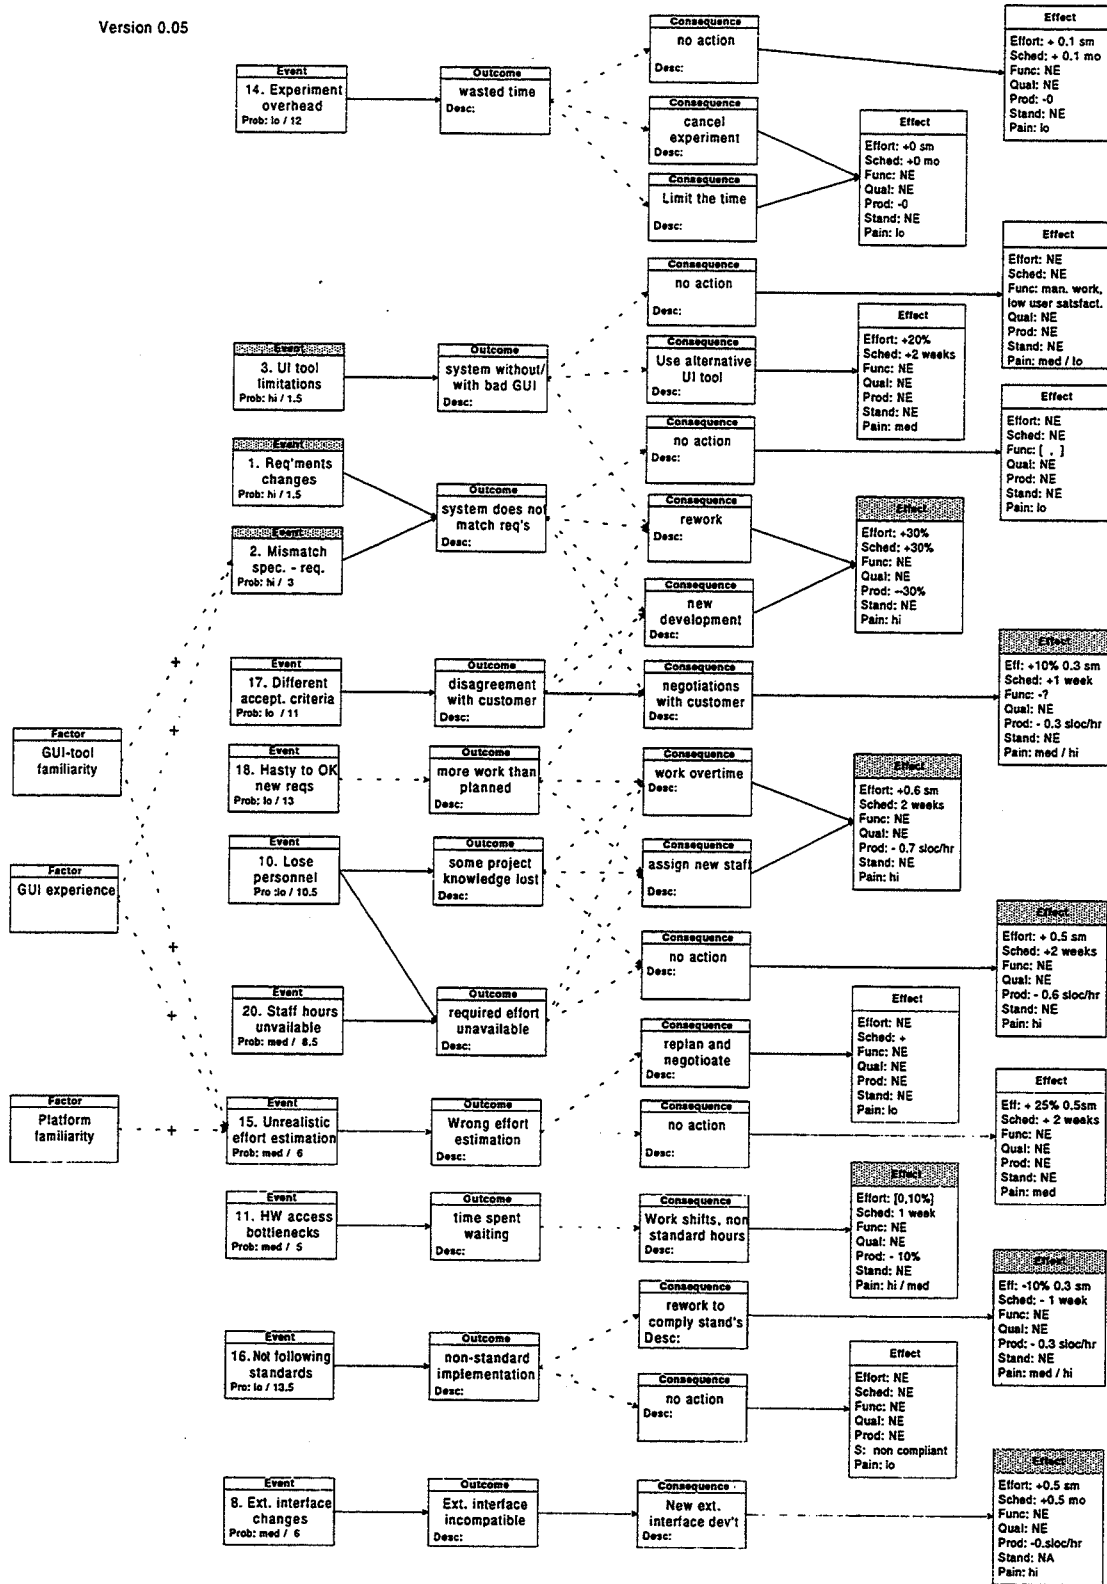 Version 0.05
Consequence
no action
Desc:
Effect
Effort: + 0.1 sm
Sched: + 0.1 mo
Func: NE
Qual: NE
Prod: -0
Stand: NE
Pain: lo
Event
14. Experiment
overhead
Prob: lo / 12
Outcome
wasted time
Desc:
Consequence
cancel
experiment
Desc:
Consequence
Limit the time
Desc:
Effect
Effort: +0 sm
Sched: +0 mo
Func: NE
Qual: NE
Prod: -0
Stand: NE
Pain: lo
Consequence
no action
Desc:
Effect
Effort: NE
Sched: NE
Func: man. work,
low user satsfact.
Qual: NE
Prod: NE
Stand: NE
Pain: med / lo
Event
3. UI tool
limitations
Prob: hi / 1.5
Outcome
system without/
with bad GUI
Desc:
Consequence
Use alternative
UI tool
Desc:
Effect
Effort: +20%
Sched: +2 weeks
Func: NE
Qual: NE
Prod: NE
Stand: NE
Pain: med
Consequence
no action
Desc:
Effect
Effort: NE
Sched: NE
Func: [ , ]
Qual: NE
Prod: NE
Stand: NE
Pain: lo
Event
1. Req'ments
changes
Prob: hi / 1.5
Event
2. Mismatch
spec. - req.
Prob: hi / 3
Outcome
system does not
match req's
Desc:
Consequence
rework
Desc:
Consequence
new
development
Desc:
Effect
Effort: +30%
Sched: +30%
Func: NE
Qual: NE
Prod: --30%
Stand: NE
Pain: hi
+
+
Event
17. Different
accept. criteria
Prob: lo / 11
Outcome
disagreement
with customer
Desc:
Consequence
negotiations
with customer
Desc:
Effect
Eff: +10% 0.3 sm
Sched: +1 week
Func: -?
Qual: NE
Prod: - 0.3 sloc/hr
Stand: NE
Pain: med / hi
Factor
GUI-tool
familiarity
Event
18. Hasty to OK
new reqs
Prob: lo / 13
Outcome
more work than
planned
Desc:
Consequence
work overtime
Desc:
Effect
Effort: +0.6 sm
Sched: 2 weeks
Func: NE
Qual: NE
Prod: - 0.7 sloc/hr
Stand: NE
Pain: hi
Factor
GUI experience
Event
10. Lose
personnel
Pro :lo / 10.5
Outcome
some project
knowledge lost
Desc:
Consequence
assign new staff
Desc:
+
+
Consequence
no action
Desc:
Effect
Effort: + 0.5 sm
Sched: +2 weeks
Func: NE
Qual: NE
Prod: - 0.6 sloc/hr
Stand: NE
Pain: hi
Event
20. Staff hours
unavailable
Prob: med / 8.5
Outcome
required effort
unavailable
Desc:
Consequence
replan and
negotioate
Desc:
Effect
Effort: NE
Sched: +
Func: NE
Qual: NE
Prod: NE
Stand: NE
Pain: lo
Factor
Platform
familiarity
+
Event
15. Unrealistic
effort estimation
Prob: med / 6
Outcome
Wrong effort
estimation
Desc:
Consequence
no action
Desc:
Effect
Eff: + 25% 0.5sm
Sched: + 2 weeks
Func: NE
Qual: NE
Prod: NE
Stand: NE
Pain: med
Event
11. HW access
bottlenecks
Prob: med / 5
Outcome
time spent
waiting
Desc:
Consequence
Work shifts, non
standard hours
Desc:
Effect
Effort: [0,10%]
Sched: 1 week
Func: NE
Qual: NE
Prod: - 10%
Stand: NE
Pain: hi / med
Event
16. Not following
standards
Pro: lo / 13.5
Outcome
non-standard
implementation
Desc:
Consequence
rework to
comply stand's
Desc:
Effect
Eff: -10% 0.3 sm
Sched: - 1 week
Func: NE
Qual: NE
Prod: - 0.3 sloc/hr
Stand: NE
Pain: med / hi
Consequence
no action
Desc:
Effect
Effort: NE
Sched: NE
Func: NE
Qual: NE
Prod: NE
S: non compliant
Pain: lo
Event
8. Ext. interface
changes
Prob: med / 6
Outcome
Ext. interface
incompatible
Desc:
Consequence
New ext.
interface dev't
Desc:
Effect
Effort: +0.5 sm
Sched: +0.5 mo
Func: NE
Qual: NE
Prod: -0.sloc/hr
Stand: NA
Pain: hi